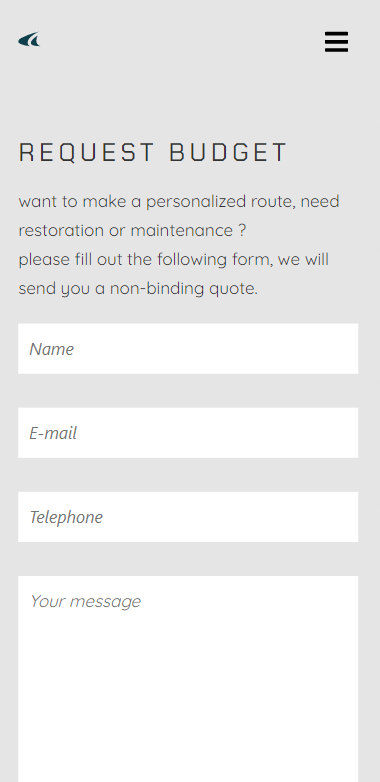 REQUEST BUDGET
want to make a personalized route, need
restoration or maintenance ?
please fill out the following form, we will
send you a non-binding quote.
Name
E-mail
Telephone
Your message